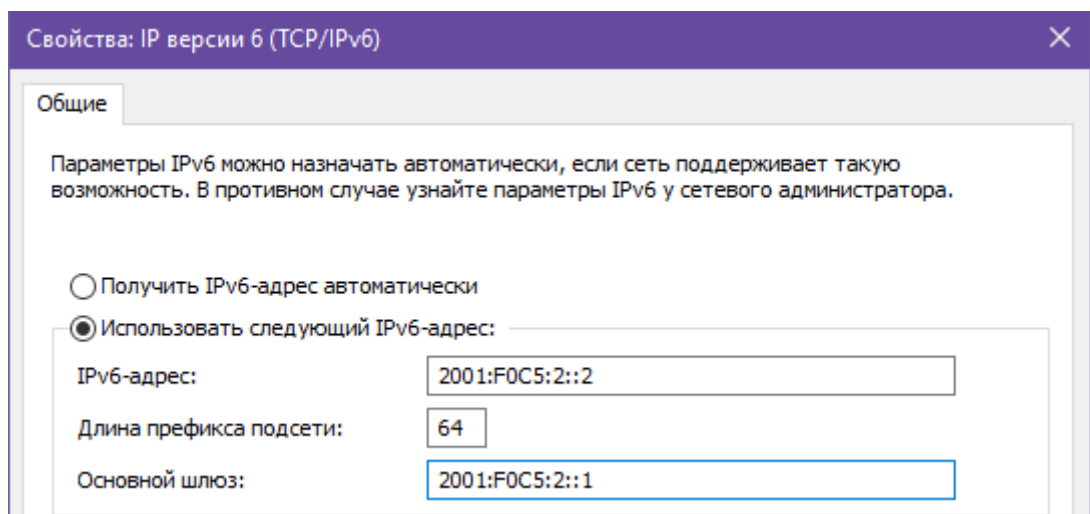 Свойства: IP версии 6 (TCP/IPv6)
Общие
Параметры IPv6 можно назначать автоматически, если сеть поддерживает такую
возможность. В противном случае узнайте параметры IPv6 у сетевого администратора.
Получить IPv6-адрес автоматически
Использовать следующий IPv6-адрес:
IPv6-адрес: 2001:F0C5:2::2
Длина префикса подсети: 64
Основной шлюз: 2001:F0C5:2::1